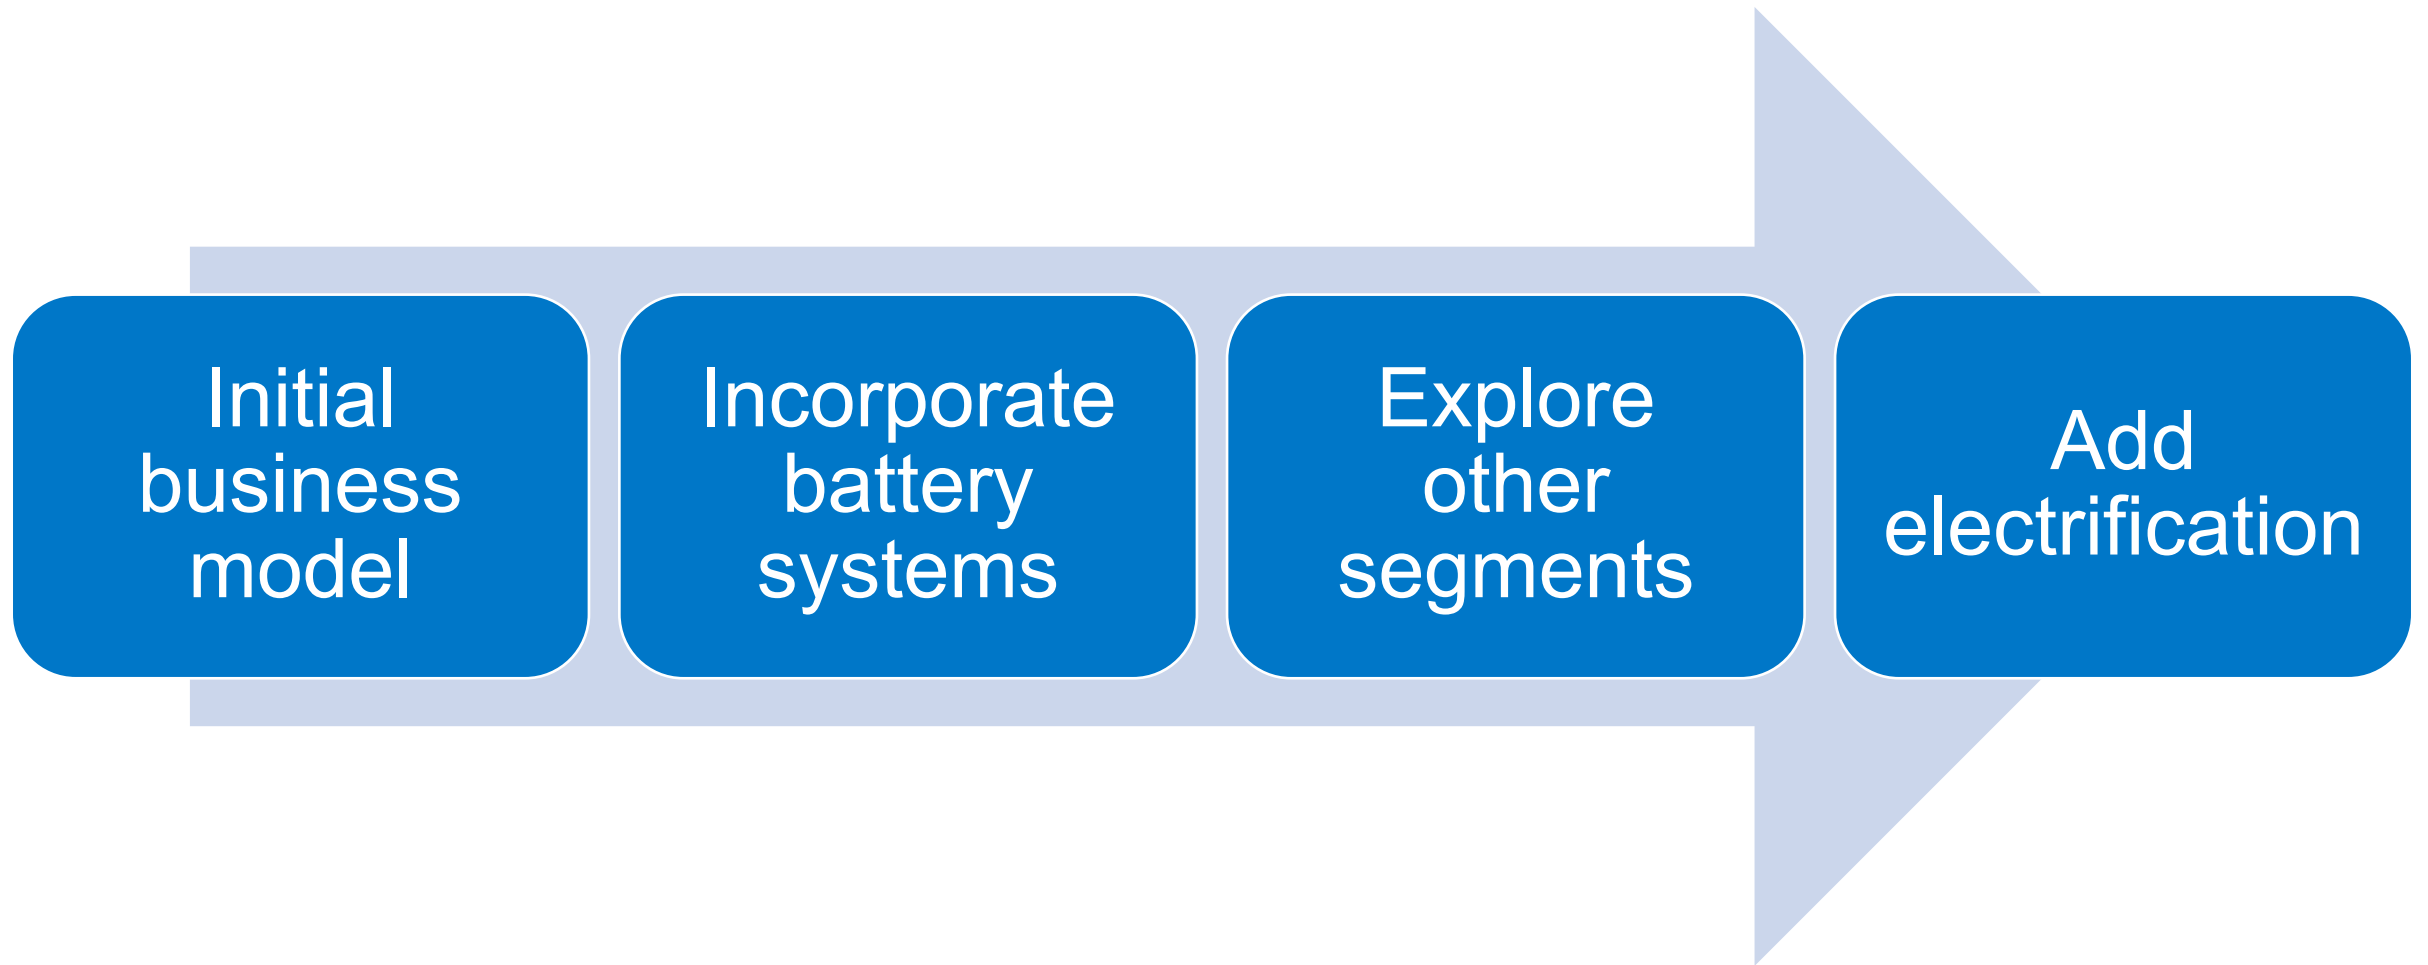 Initial
business
model
Incorporate
battery
systems
Explore
other
segments
Add
electrification